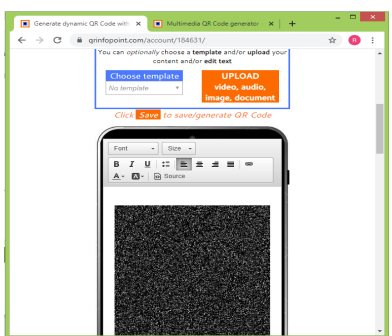 Generate dynamic QR Code with
Multimedia QR Code generator
qrinfopoint.com/account/184631/
R
You can optionally choose a template and/or upload your
content and/or edit text
Choose template
No template
UPLOAD
video, audio,
image, document
Click Save to save/generate QR Code
Font
Size
B I U
A A Source